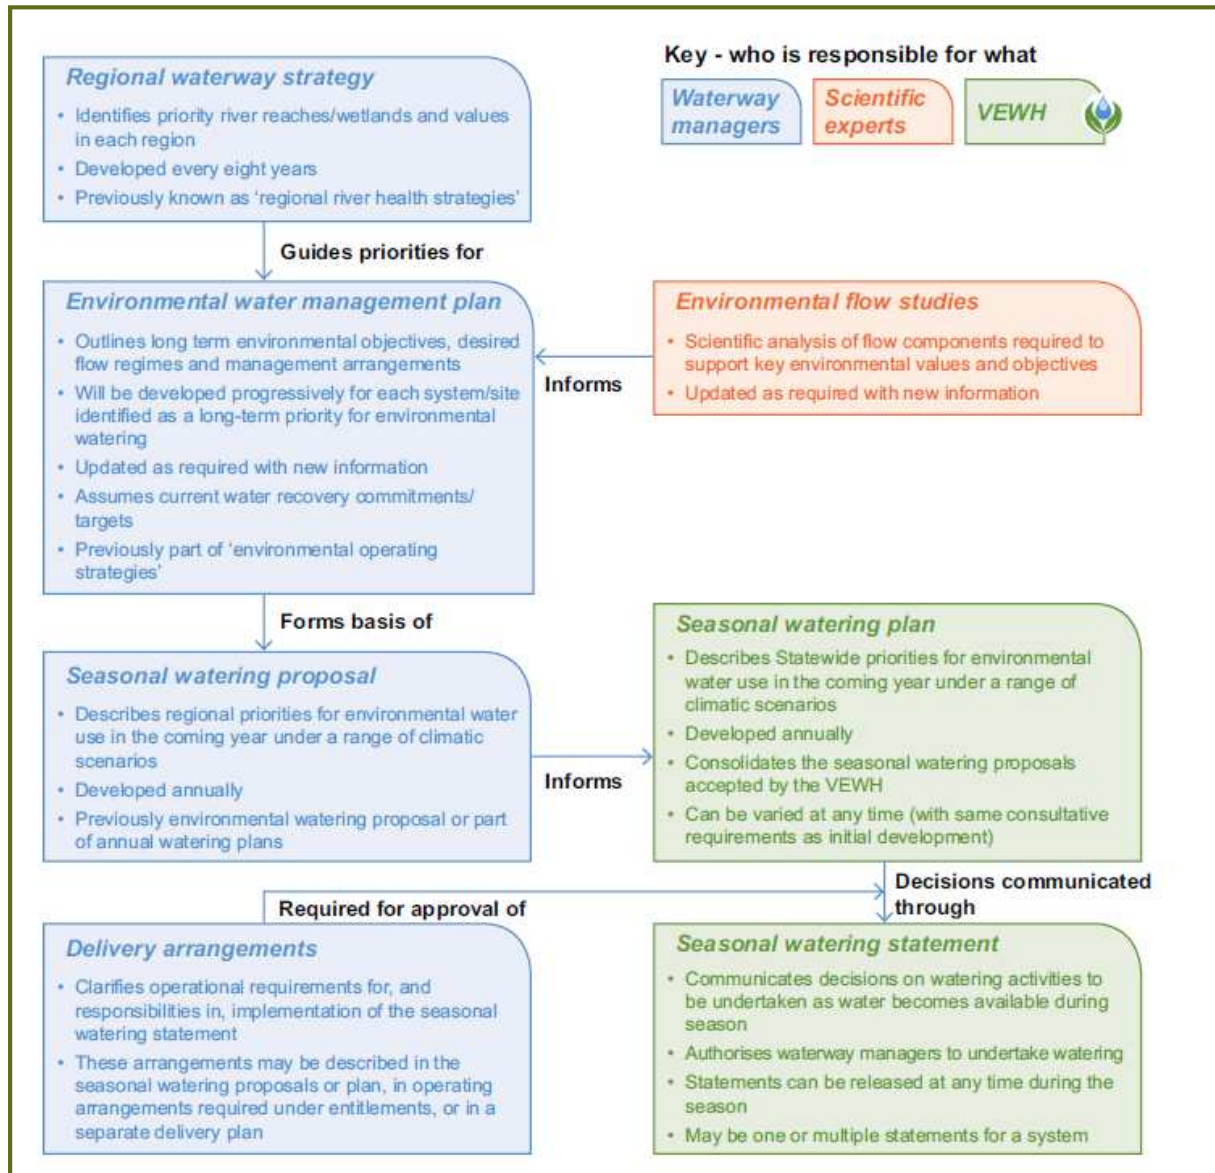 Key - who is responsible for what
Waterway
managers
Scientific
experts
VEWH
Regional waterway strategy
• Identifies priority river reaches/wetlands and values
in each region
• Developed every eight years
• Previously known as ‘regional river health strategies’
Guides priorities for
Environmental water management plan
• Outlines long term environmental objectives, desired
flow regimes and management arrangements
• Will be developed progressively for each system/site
identified as a long-term priority for environmental
watering
• Updated as required with new information
• Assumes current water recovery commitments/
targets
• Previously part of ‘environmental operating
strategies’
Informs
Environmental flow studies
• Scientific analysis of flow components required to
support key environmental values and objectives
• Updated as required with new information
Forms basis of
Seasonal watering proposal
• Describes regional priorities for environmental water
use in the coming year under a range of climatic
scenarios
• Developed annually
• Previously environmental watering proposal or part
of annual watering plans
Informs
Seasonal watering plan
• Describes Statewide priorities for environmental
water use in the coming year under a range of
climatic scenarios
• Developed annually
• Consolidates the seasonal watering proposals
accepted by the VEWH
• Can be varied at any time (with same consultative
requirements as initial development)
Required for approval of
Decisions communicated
through
Delivery arrangements
• Clarifies operational requirements for, and
responsibilities in, implementation of the seasonal
watering statement
• These arrangements may be described in the
seasonal watering proposals or plan, in operating
arrangements required under entitlements, or in a
separate delivery plan
Seasonal watering statement
• Communicates decisions on watering activities to
be undertaken as water becomes available during
season
• Authorises waterway managers to undertake watering
• Statements can be released at any time during the
season
• May be one or multiple statements for a system